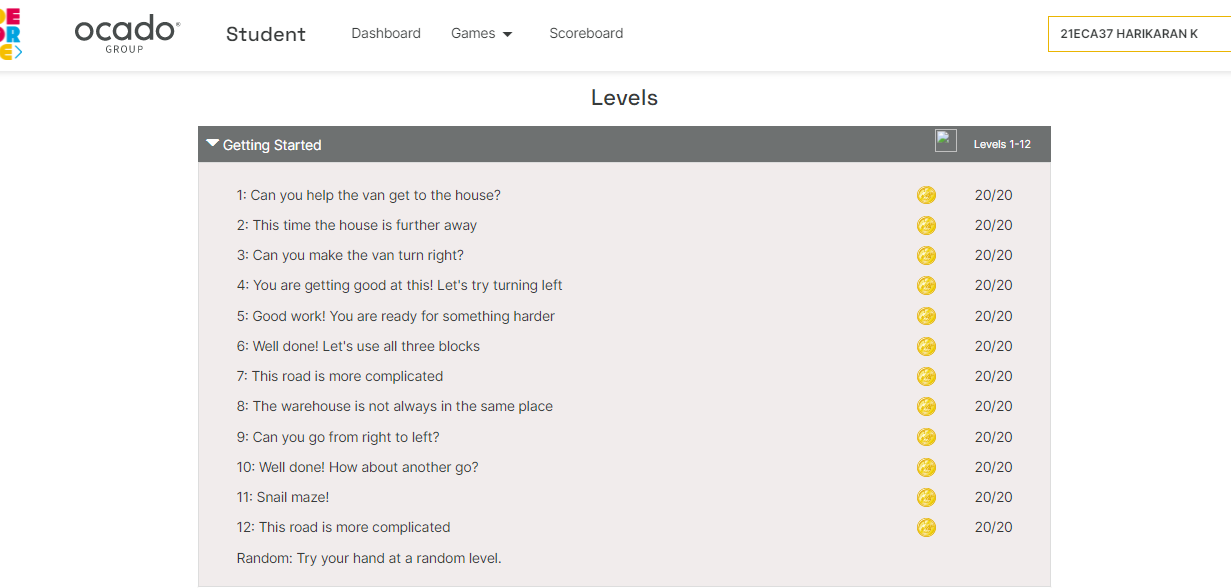 DE
OR
E>
ocado®
GROUP
Student
Dashboard
Games
Scoreboard
21ECA37 HARIKARAN K
Levels
Getting Started
Levels 1-12
1: Can you help the van get to the house? 20/20
2: This time the house is further away 20/20
3: Can you make the van turn right? 20/20
4: You are getting good at this! Let's try turning left 20/20
5: Good work! You are ready for something harder 20/20
6: Well done! Let's use all three blocks 20/20
7: This road is more complicated 20/20
8: The warehouse is not always in the same place 20/20
9: Can you go from right to left? 20/20
10: Well done! How about another go? 20/20
11: Snail maze! 20/20
12: This road is more complicated 20/20
Random: Try your hand at a random level.